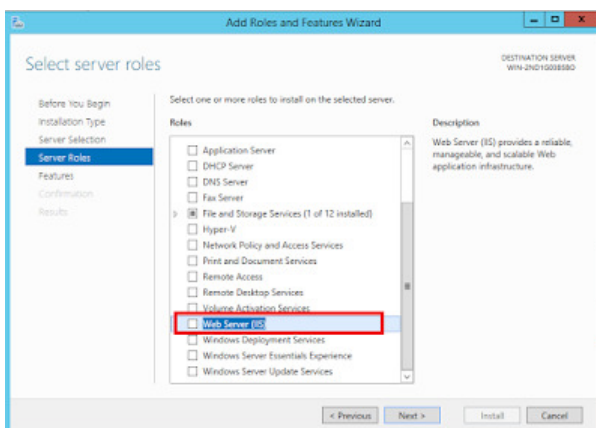 Add Roles and Features Wizard
Select server roles
DESTINATION SERVER
Before You Begin
Installation Type
Server Selection
Server Roles
Features
Confirmation
Results
Select one or more roles to install on the selected server.
Roles
Application Server
DHCP Server
DNS Server
Fax Server
File and Storage Services (1 of 12 installed)
Hyper-V
Network Policy and Access Services
Print and Document Services
Remote Access
Remote Desktop Services
Volume Activation Services
Web Server (IIS)
Windows Deployment Services
Windows Server Essentials Experience
Windows Server Update Services
Description
Web Server (IIS) provides a reliable,
manageable, and scalable Web
application infrastructure.
< Previous
Next >
Install
Cancel